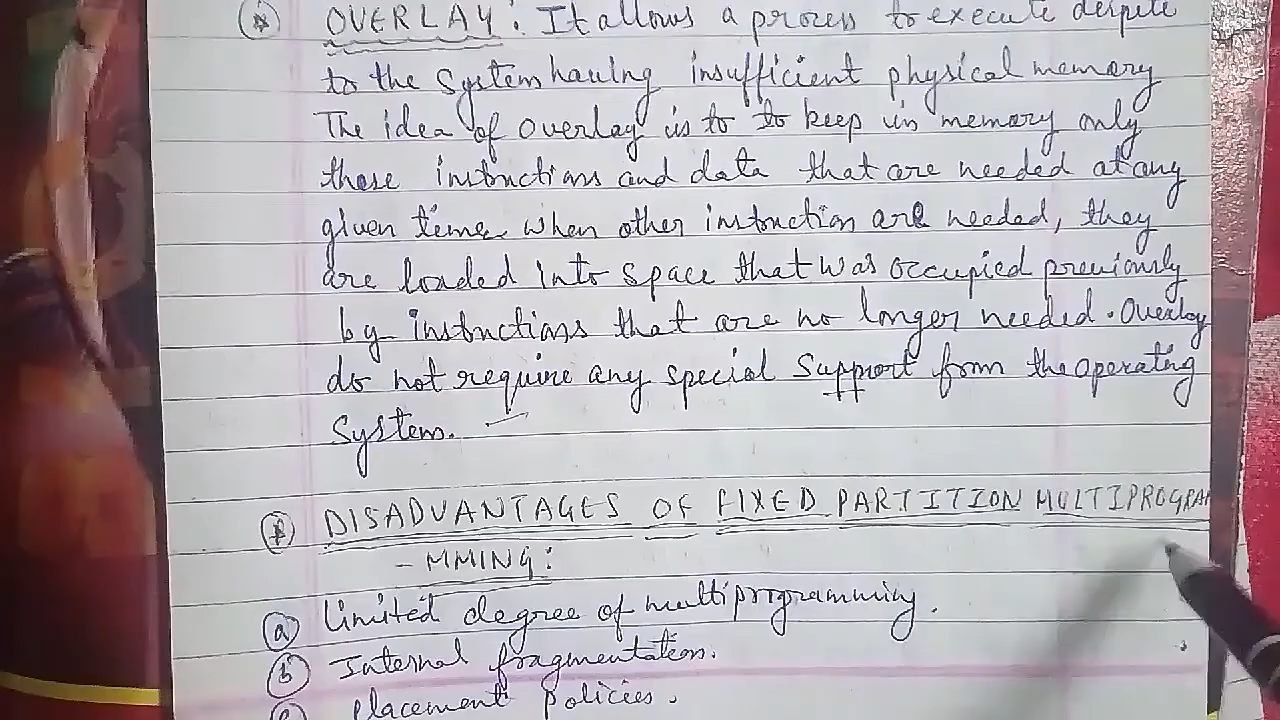 OVERLAY : It allows a process to execute despite
to the system having insufficient physical memory
The idea of overlay is to to keep in memory only
those instructions and data that are needed at any
given time. when other instruction are needed, they
are loaded into space that was occupied previously
by instructions that are no longer needed. Overlay
do not require any special support from the operating
system.
DISADVANTAGES OF FIXED PARTITION MULTIPROGRA
- MMING :
(a) Limited degree of multiprogramming.
(b) Internal fragmentation.
(c) Placement policies.